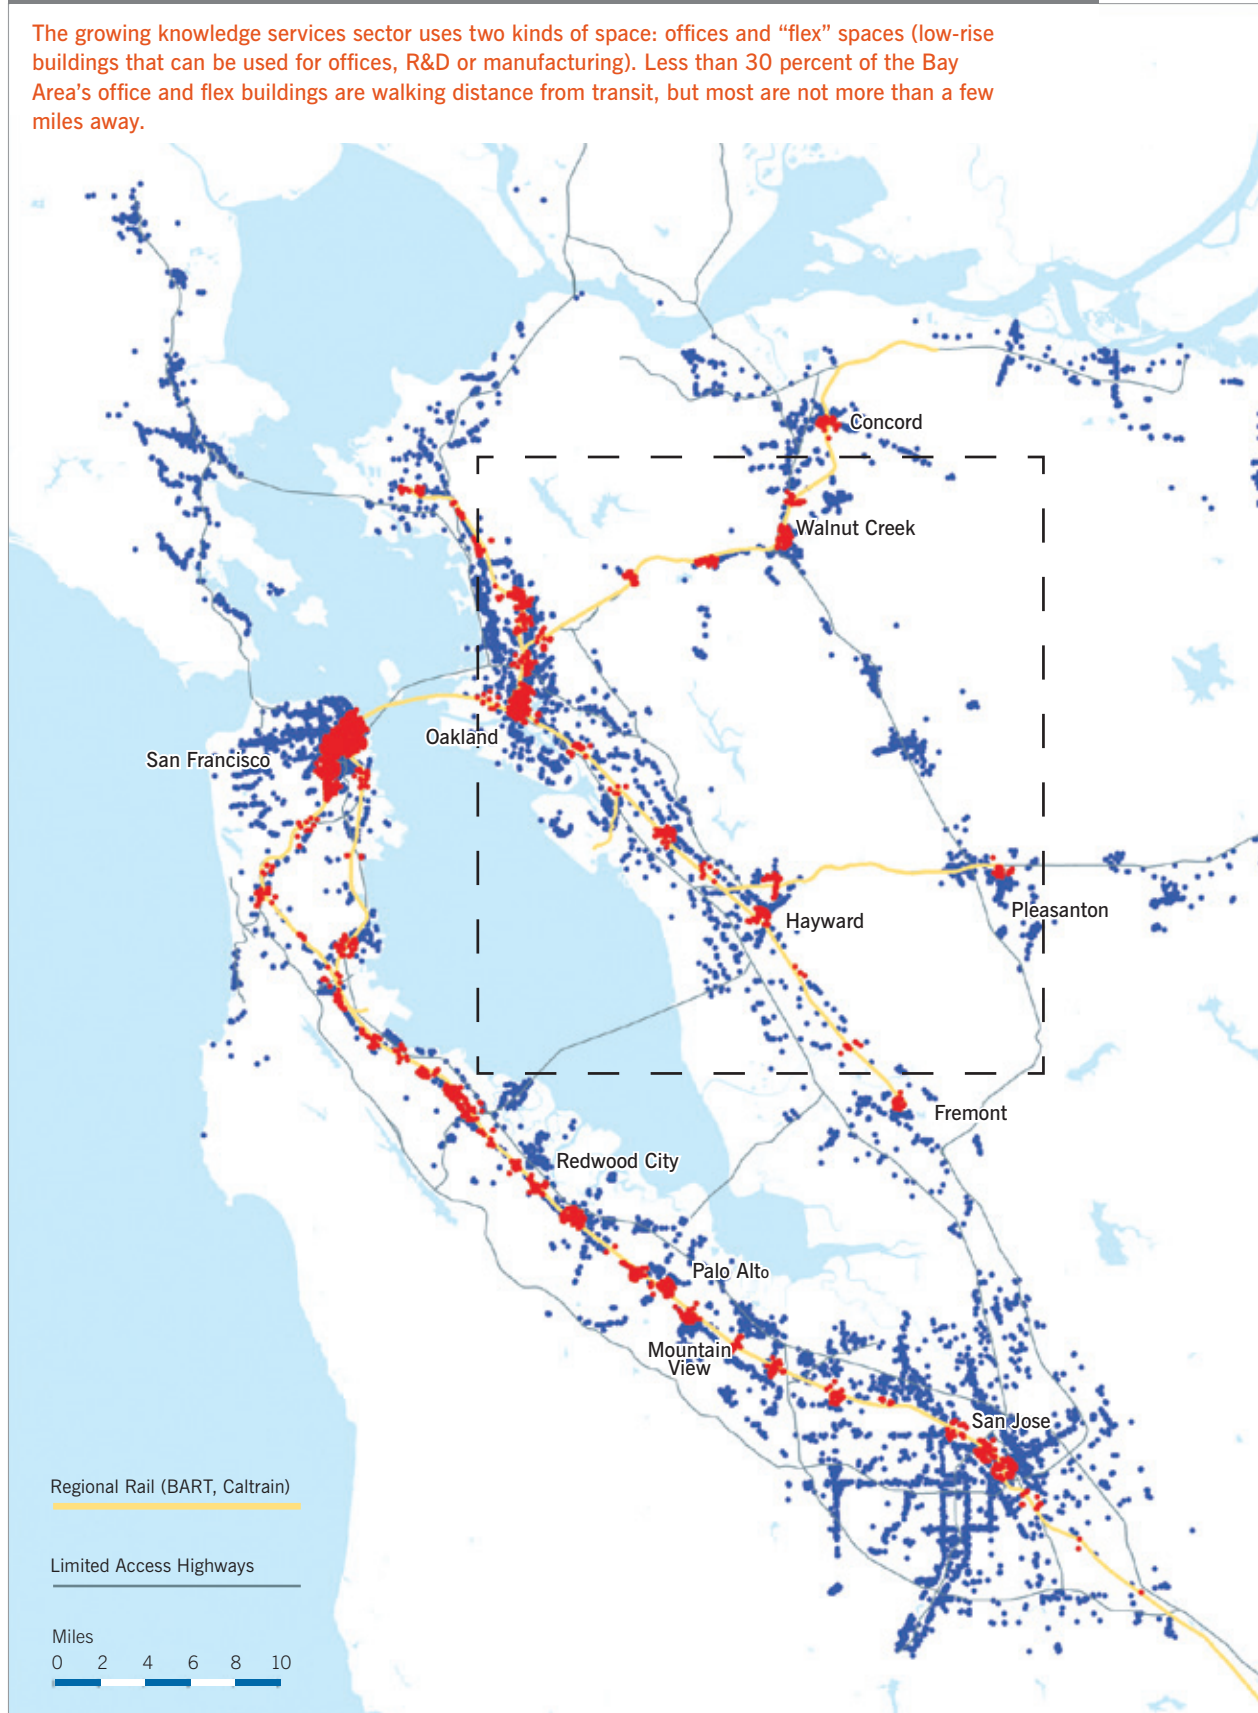 The growing knowledge services sector uses two kinds of space: offices and “flex” spaces (low-rise
buildings that can be used for offices, R&D or manufacturing). Less than 30 percent of the Bay
Area’s office and flex buildings are walking distance from transit, but most are not more than a few
miles away.
Concord
Walnut Creek
Oakland
San Francisco
Pleasanton
Hayward
Fremont
Redwood City
Palo Alto
Mountain
View
San Jose
Regional Rail (BART, Caltrain)
Limited Access Highways
Miles
0 2 4 6 8 10